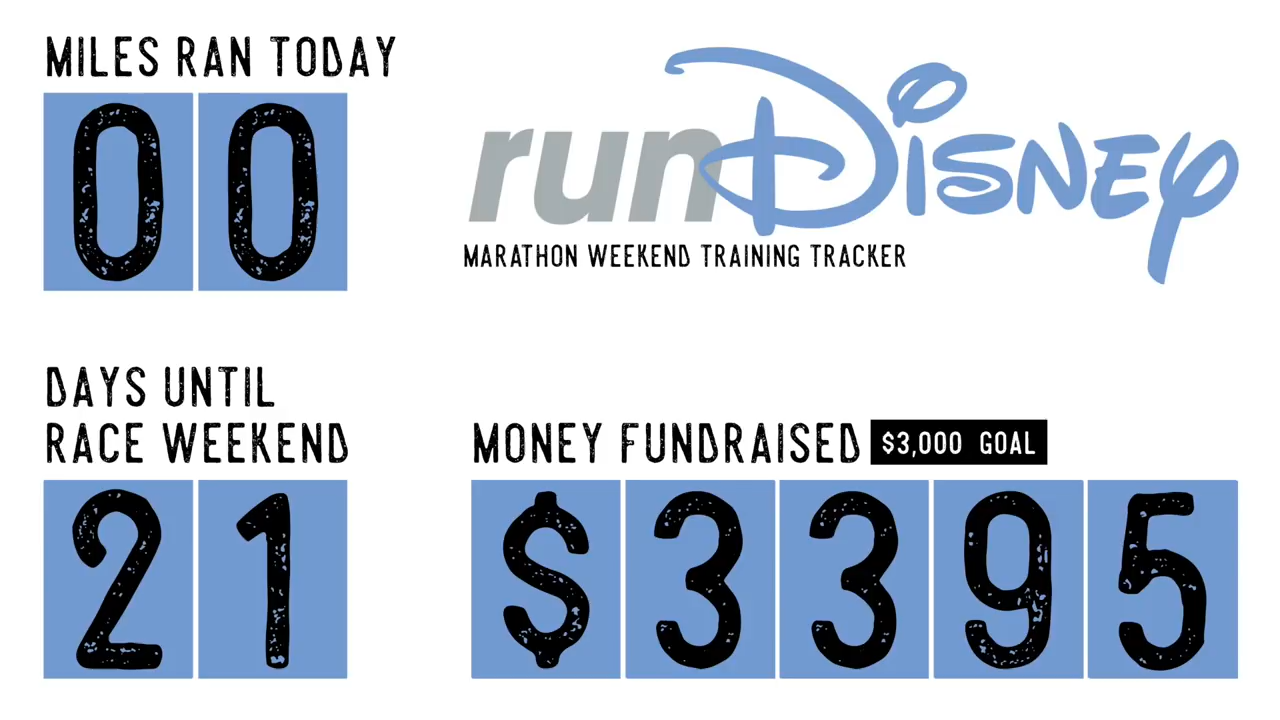 MILES RAN TODAY
00
runDisney
MARATHON WEEKEND TRAINING TRACKER
DAYS UNTIL
RACE WEEKEND
21
MONEY FUNDRAISED $3,000 GOAL
$3395